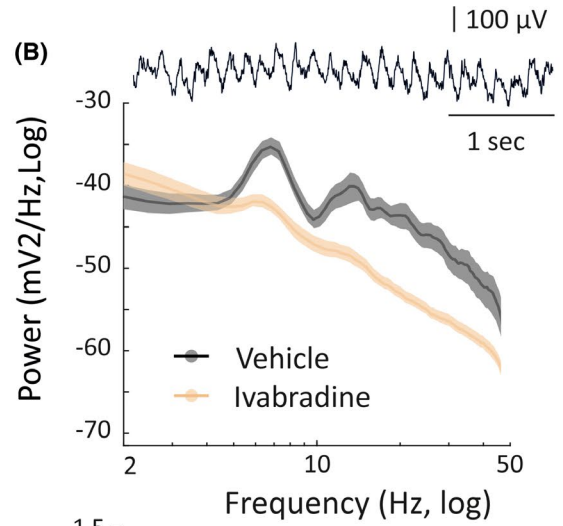 100 µV
(B)
1 sec
-30
-40
-50
-60
-70
Power (mV2/Hz,Log)
Vehicle
Ivabradine
2
10
50
Frequency (Hz, log)